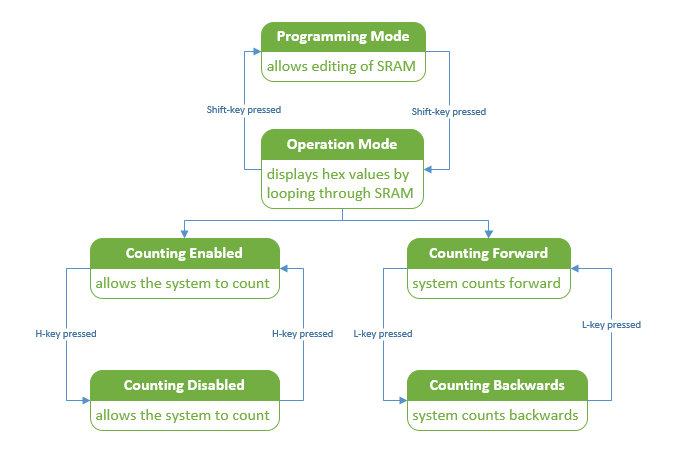 Programming Mode
allows editing of SRAM
Shift-key pressed
Shift-key pressed
Operation Mode
displays hex values by
looping through SRAM
Counting Enabled
allows the system to count
Counting Forward
system counts forward
H-key pressed
H-key pressed
L-key pressed
L-key pressed
Counting Disabled
allows the system to count
Counting Backwards
system counts backwards